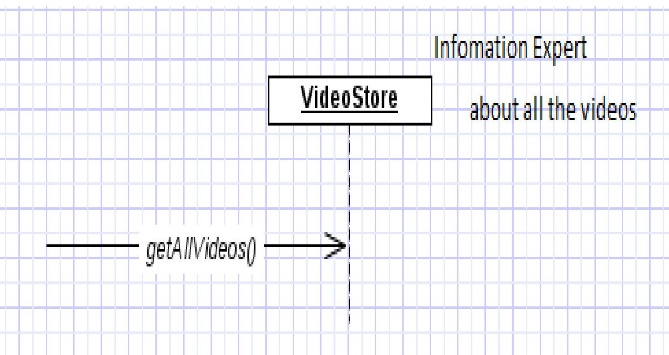 Infomation Expert
VideoStore
about all the videos
getAllVideos()